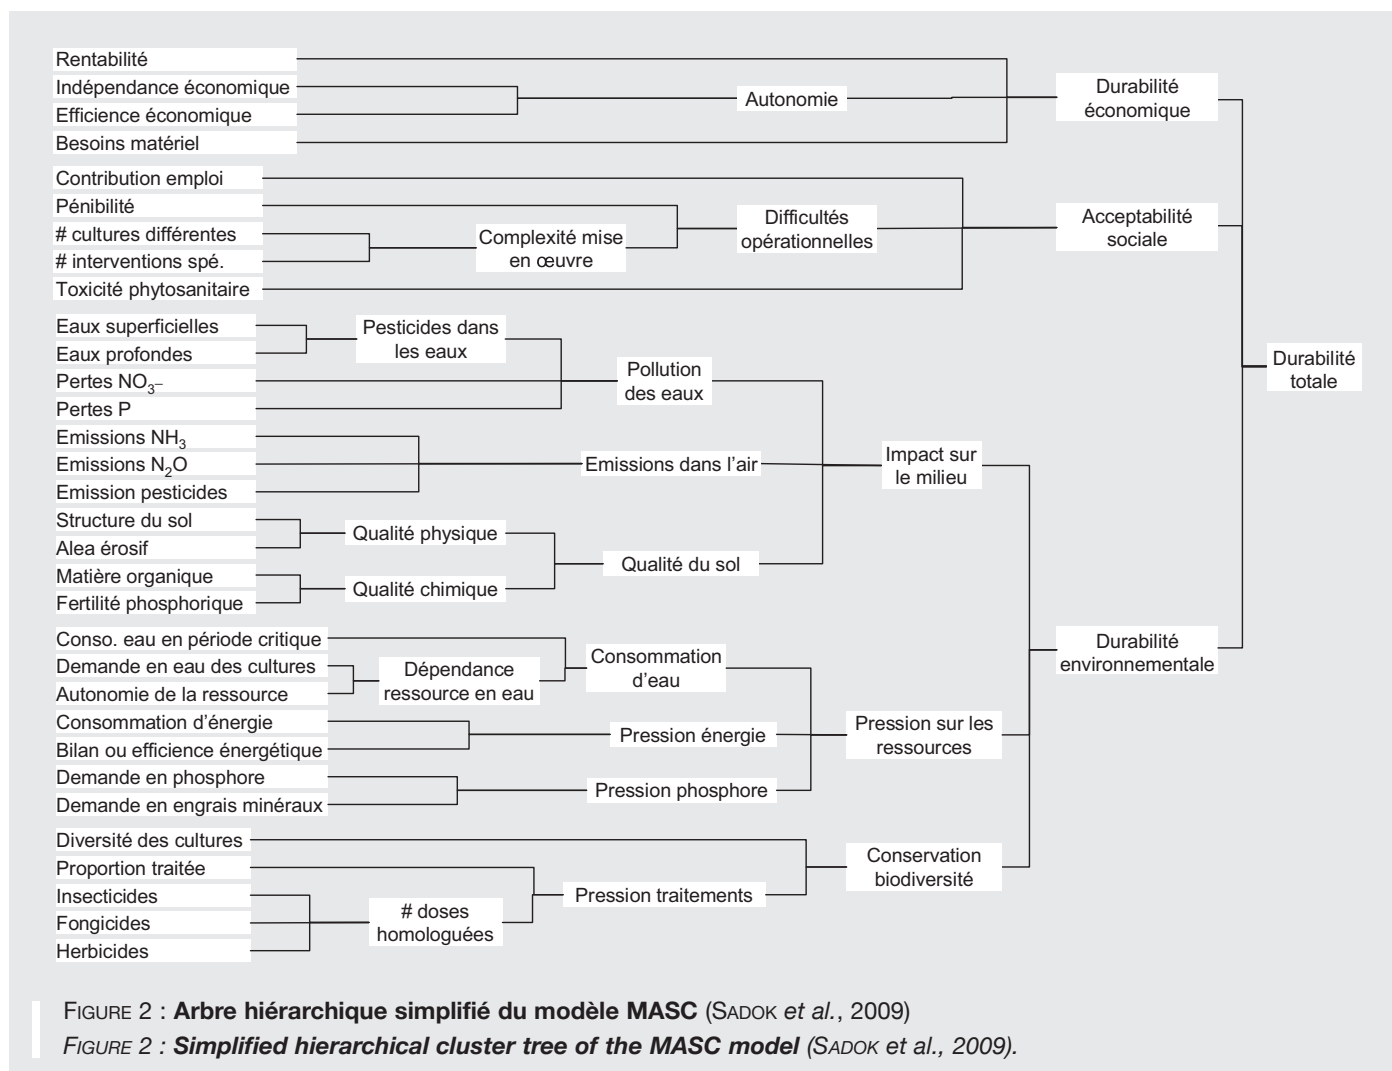 Rentabilité
Indépendance économique
Efficience économique
Besoins matériel
Autonomie
Durabilité
économique
Contribution emploi
Pénibilité
# cultures différentes
# interventions spé.
Toxicité phytosanitaire
Complexité mise
en œuvre
Difficultés
opérationnelles
Acceptabilité
sociale
Eaux superficielles
Eaux profondes
Pertes NO₃₋
Pertes P
Emissions NH₃
Emissions N₂O
Emission pesticides
Structure du sol
Alea érosif
Matière organique
Fertilité phosphorique
Pesticides dans
les eaux
Qualité physique
Qualité chimique
Pollution
des eaux
Emissions dans l'air
Qualité du sol
Impact sur
le milieu
Conso. eau en période critique
Demande en eau des cultures
Autonomie de la ressource
Consommation d'énergie
Bilan ou efficience énergétique
Demande en phosphore
Demande en engrais minéraux
Dépendance
ressource en eau
Consommation
d'eau
Pression énergie
Pression phosphore
Pression sur les
ressources
Diversité des cultures
Proportion traitée
Insecticides
Fongicides
Herbicides
# doses
homologuées
Pression traitements
Conservation
biodiversité
Durabilité
environnementale
Durabilité
totale
FIGURE 2 : Arbre hiérarchique simplifié du modèle MASC (SADOK et al., 2009)
FIGURE 2 : Simplified hierarchical cluster tree of the MASC model (SADOK et al., 2009).